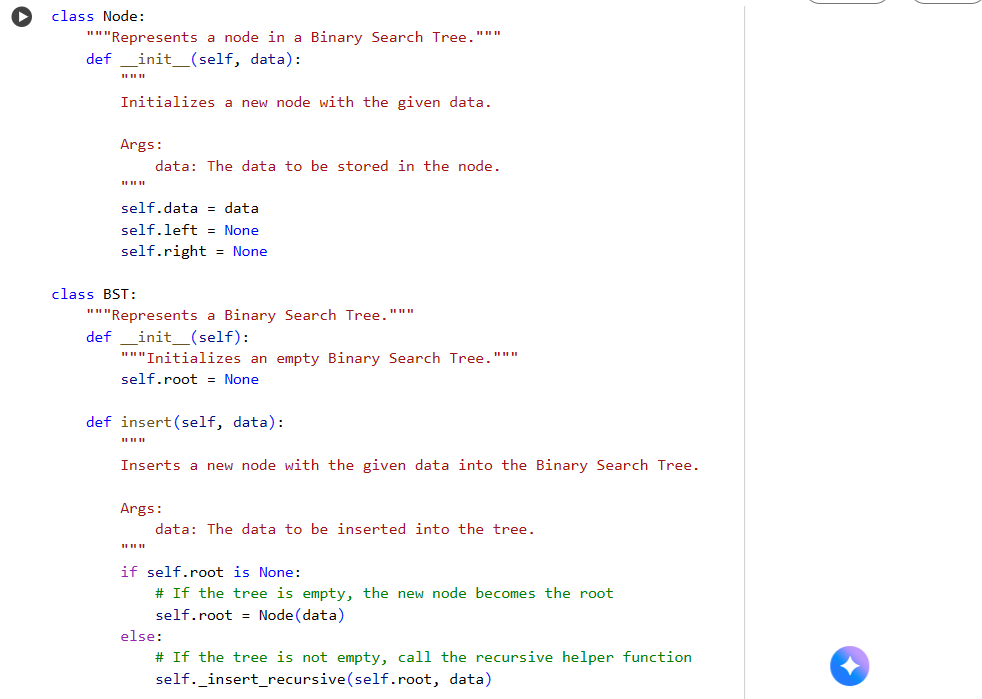 class Node:
    """Represents a node in a Binary Search Tree."""
    def __init__(self, data):
        """
        Initializes a new node with the given data.

        Args:
            data: The data to be stored in the node.
        """
        self.data = data
        self.left = None
        self.right = None

class BST:
    """Represents a Binary Search Tree."""
    def __init__(self):
        """Initializes an empty Binary Search Tree."""
        self.root = None

    def insert(self, data):
        """
        Inserts a new node with the given data into the Binary Search Tree.

        Args:
            data: The data to be inserted into the tree.
        """
        if self.root is None:
            # If the tree is empty, the new node becomes the root
            self.root = Node(data)
        else:
            # If the tree is not empty, call the recursive helper function
            self._insert_recursive(self.root, data)